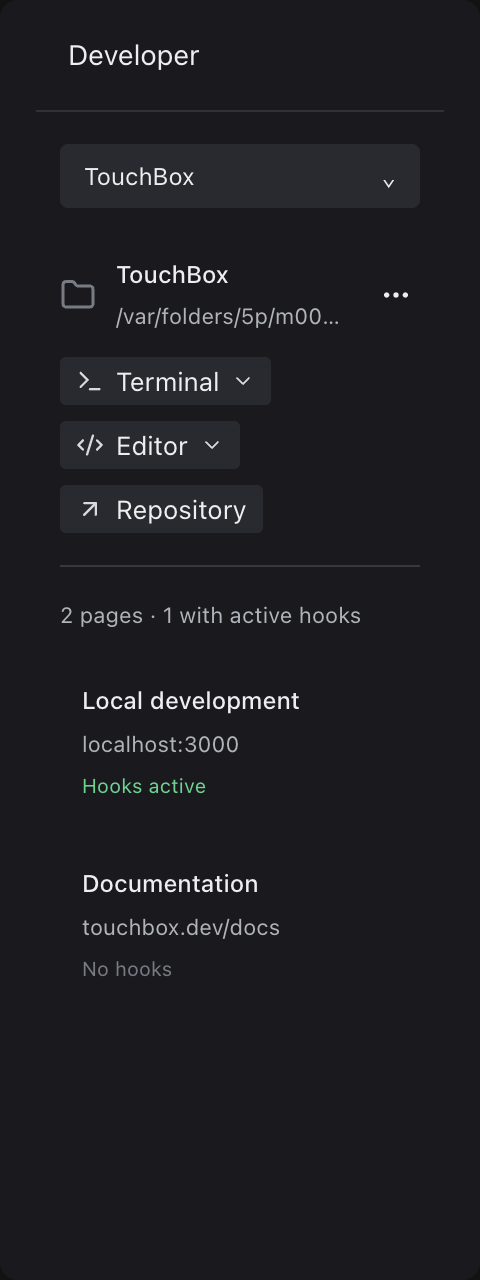 Developer
TouchBox
TouchBox
/var/folders/5p/m00...
Terminal
Editor
Repository
2 pages · 1 with active hooks
Local development
localhost:3000
Hooks active
Documentation
touchbox.dev/docs
No hooks